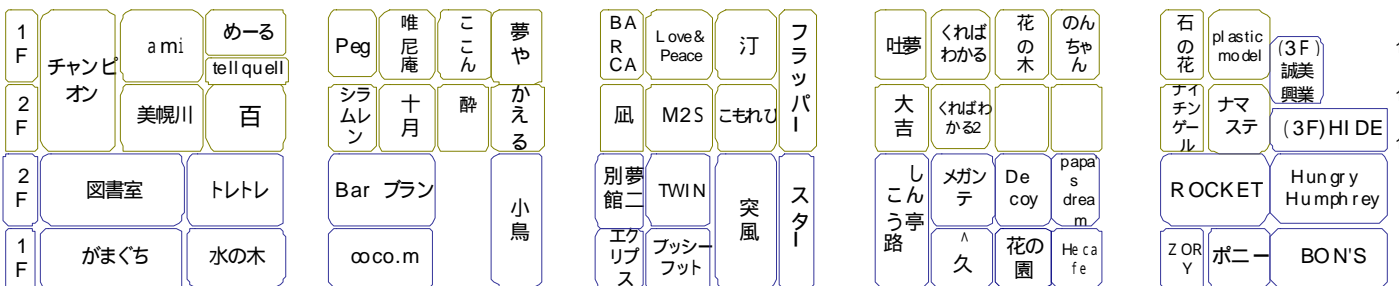 1F
チャンピオン
ami
めーる
tell quell
2F
美幌川
百
2F
図書室
トレトレ
1F
がまぐち
水の木
Peg
唯尼庵
ここん
夢や
シラムレン
十月
酔
かえる
Bar プラン
coco.m
小鳥
BAR CA
Love& Peace
汀
フラッパー
凪
M2S
こもれび
別館
夢二
TWIN
突風
スター
エクリプス
プッシーフット
吐夢
くればわかる
花の木
のんちゃん
大吉
くればわかる2
しこん亭
う路
メガンテ
De coy
papa's dream
久
花の園
Hecafe
石の花
plastic model
(3F)誠美興業
ナイチンゲール
ナマステ
(3F)HIDE
ROCKET
Hungry Humphrey
ZORY
ポニー
BON'S